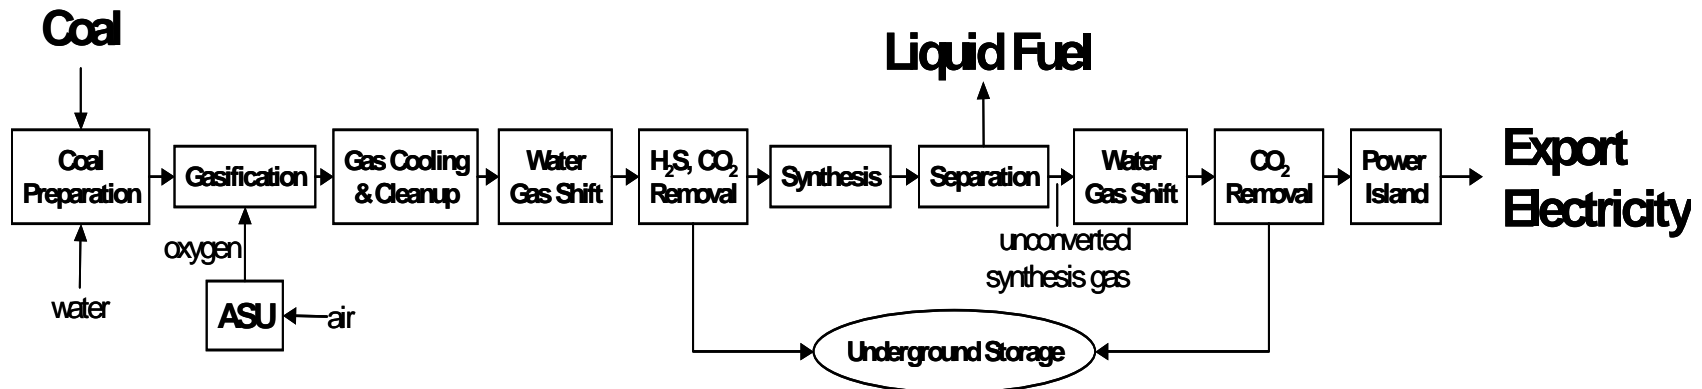 Coal
Liquid Fuel
Coal
Preparation
Gasification
Gas Cooling
& Cleanup
Water
Gas Shift
H₂S, CO₂
Removal
Synthesis
Separation
Water
Gas Shift
CO₂
Removal
Power
Island
Export
Electricity
oxygen
unconverted
synthesis gas
water
ASU
air
Underground Storage